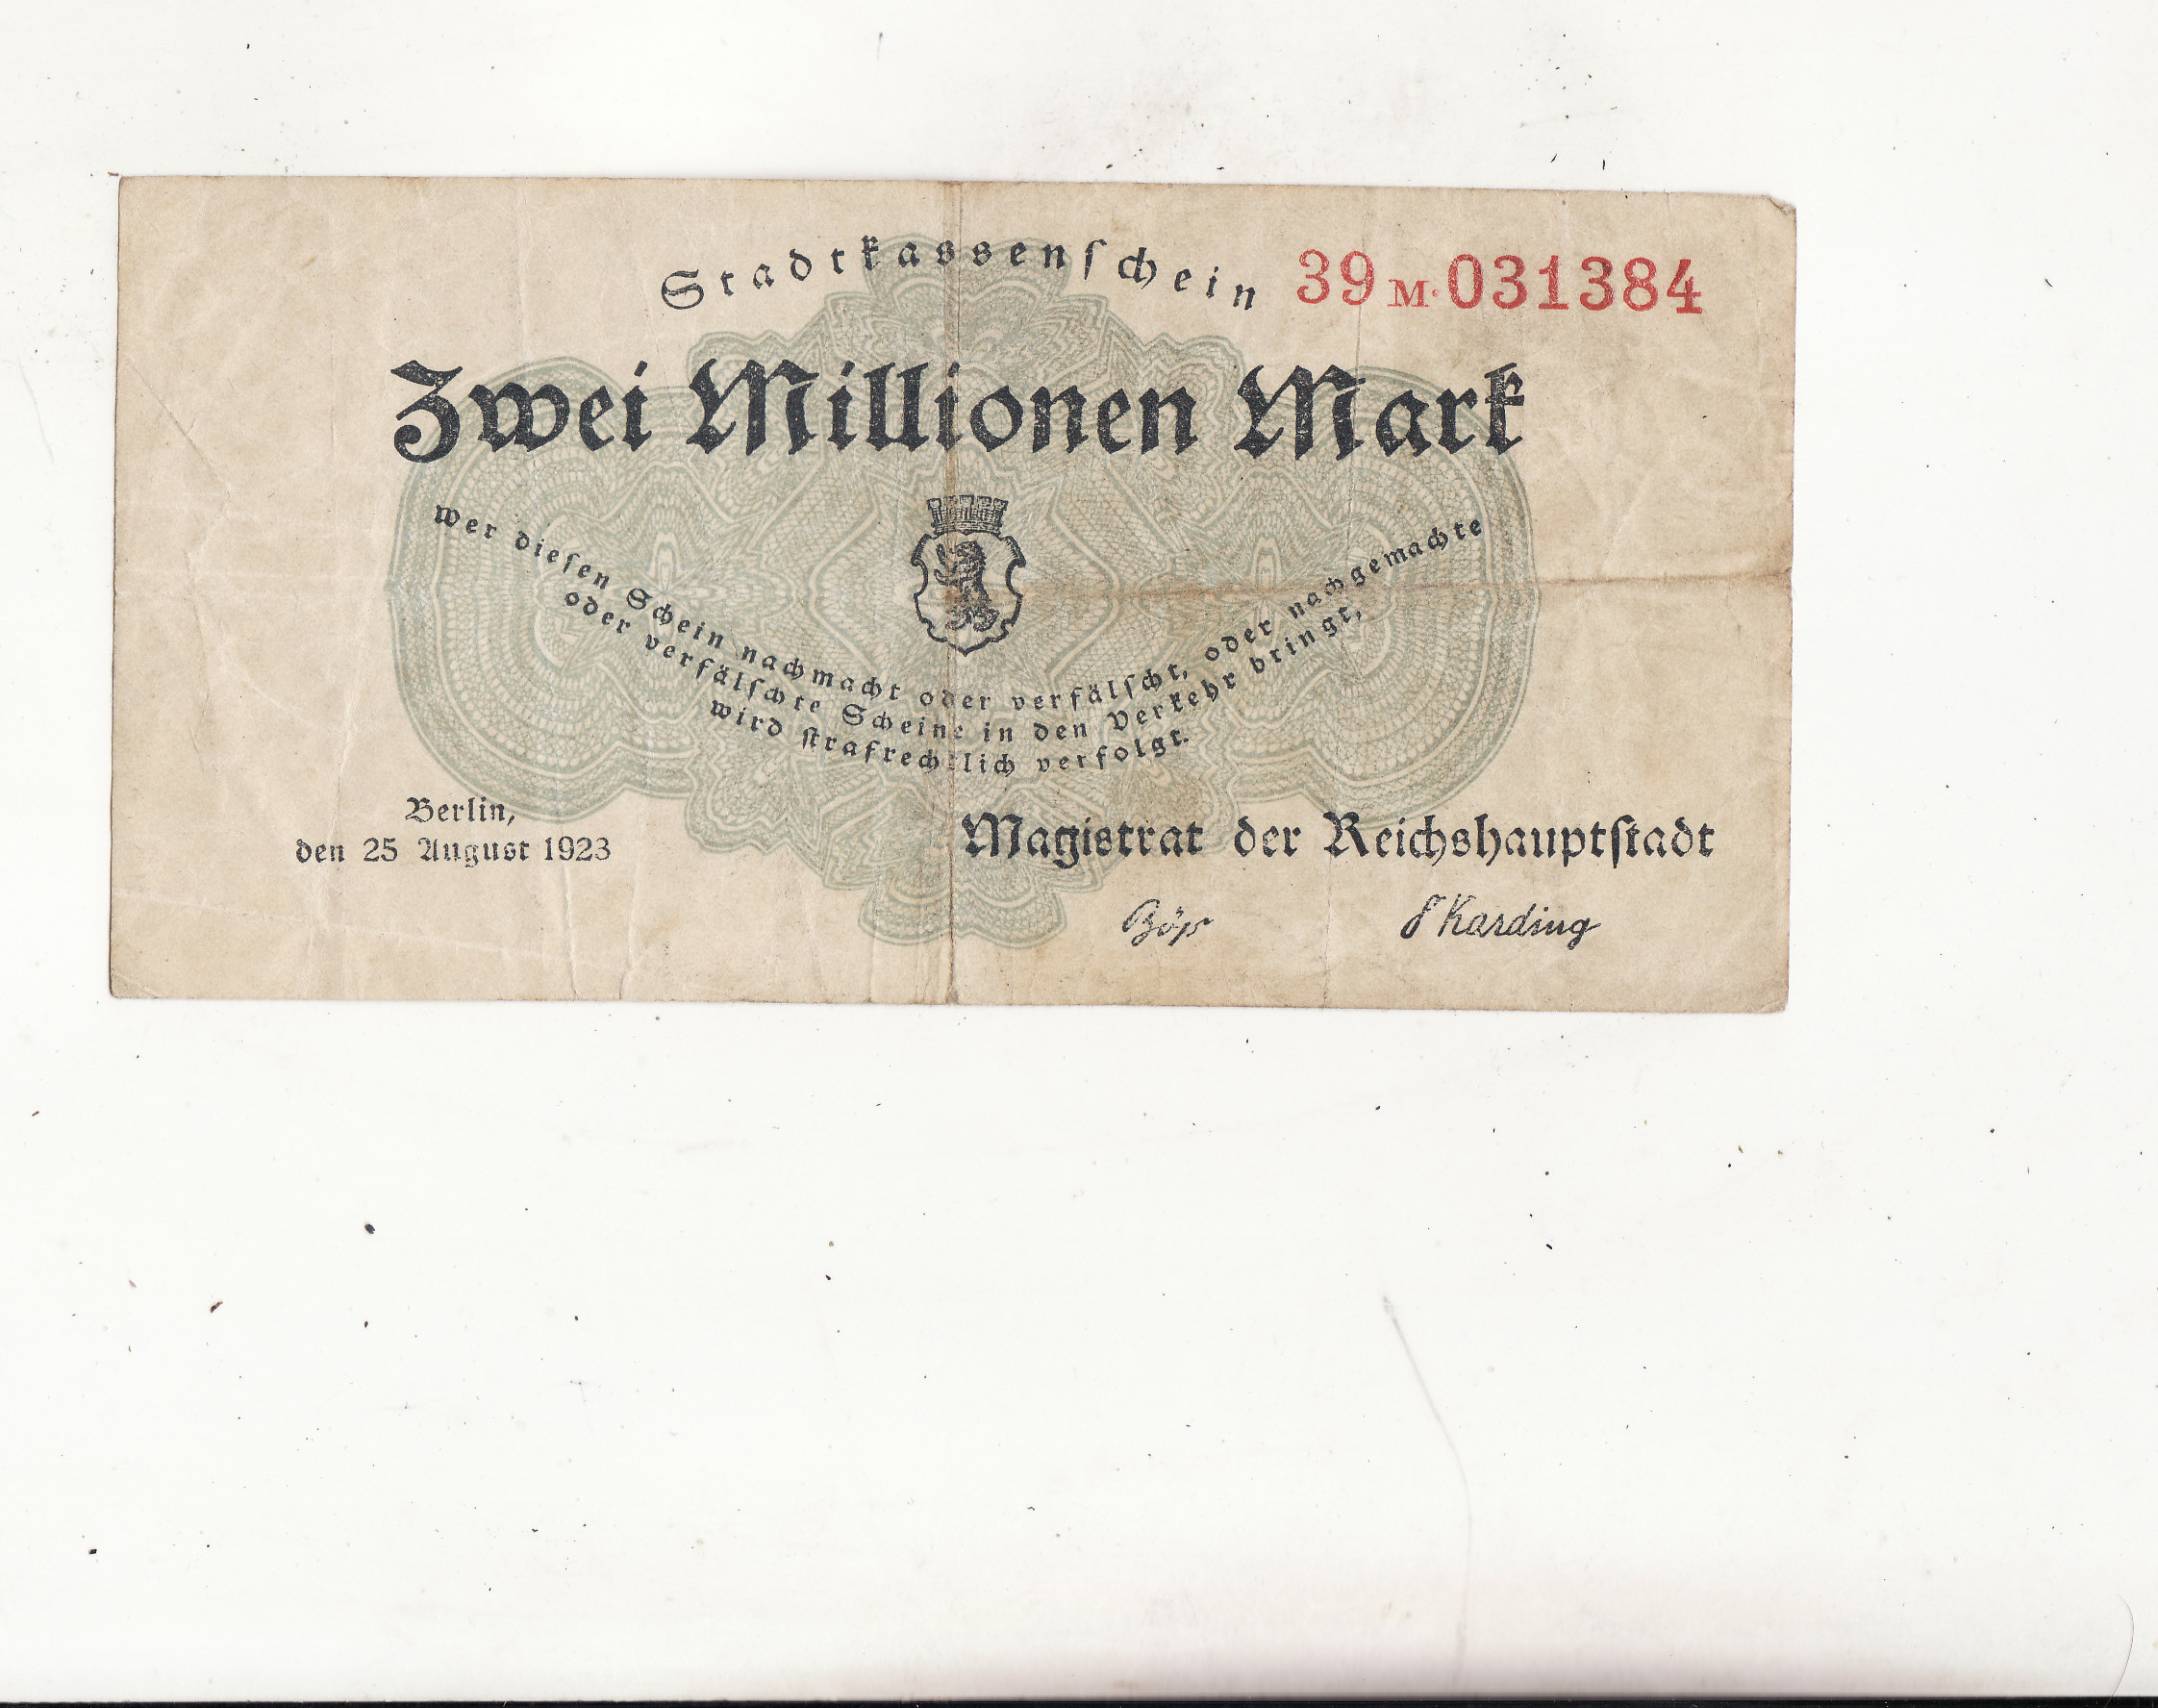 Stadtkassenschein
39 M. 031384
Zwei Millionen Mark
wer diesen Schein nachmacht oder verfälscht, oder nachgemachte
oder verfälschte Scheine in den Verkehr bringt,
wird strafrechtlich verfolgt.
Berlin,
den 25 August 1923
Magistrat der Reichshauptstadt
Böß
Karding